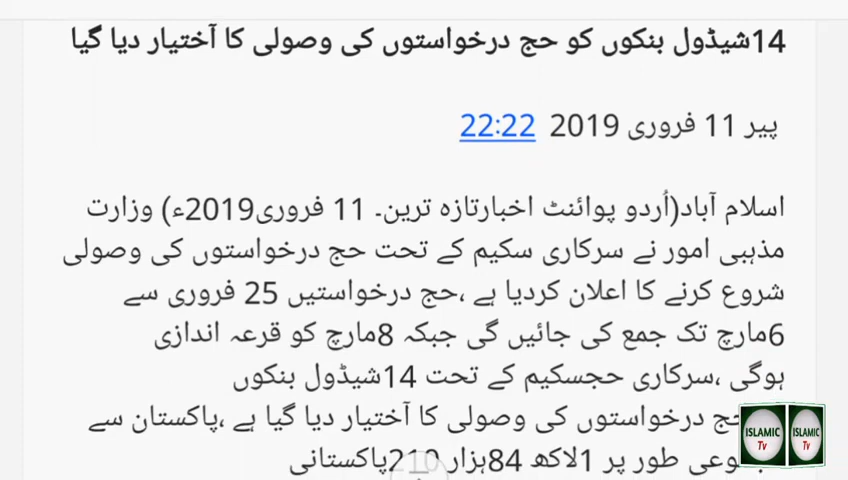 14شیڈول بنکوں کو حج درخواستوں کی وصولی کا آختیار دیا گیا
پیر 11 فروری 2019 22:22
اسلام آباد(اُردو پوائنٹ اخبارتازہ ترین۔ 11 فروری2019ء) وزارت
مذہبی امور نے سرکاری سکیم کے تحت حج درخواستوں کی وصولی
شروع کرنے کا اعلان کردیا ہے ،حج درخواستیں 25 فروری سے
6مارچ تک جمع کی جائیں گی جبکہ 8مارچ کو قرعہ اندازی
ہوگی ،سرکاری حجسکیم کے تحت 14شیڈول بنکوں
حج درخواستوں کی وصولی کا آختیار دیا گیا ہے ،پاکستان سے
طور پر 1لاکھ 84ہزار 210پاکستانی
ISLAMIC Tv ISLAMIC Tv